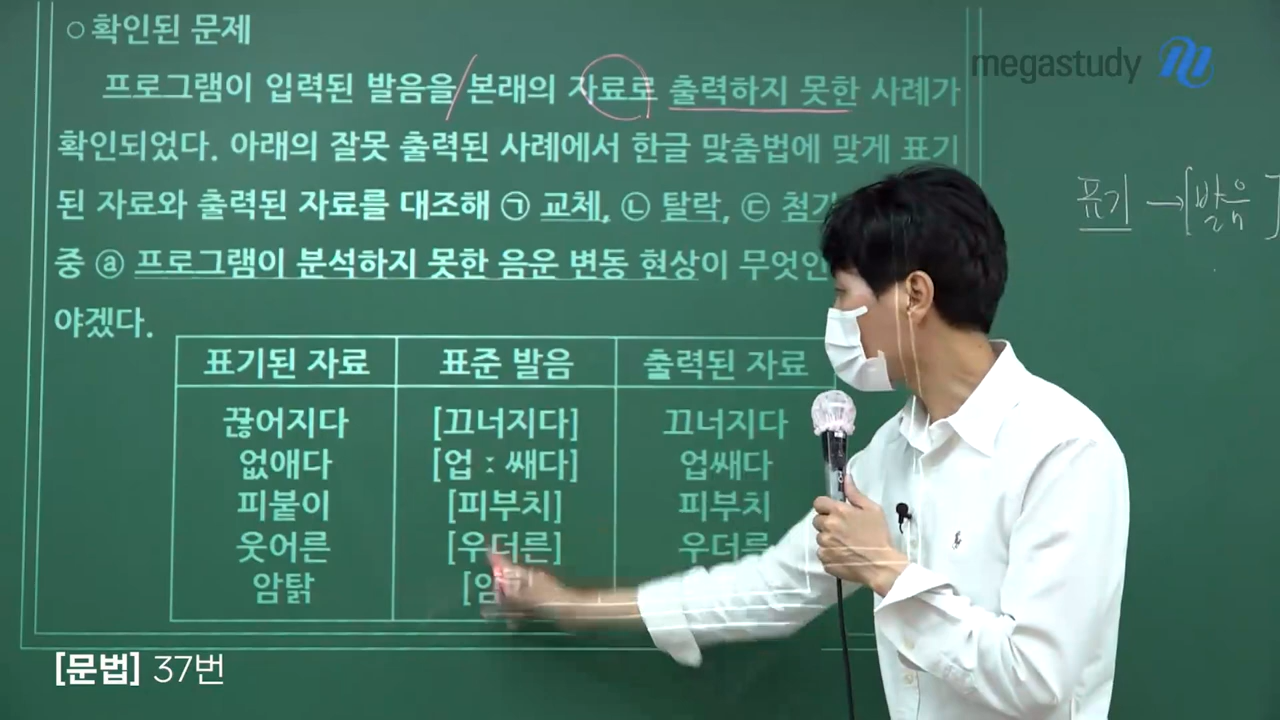 ○ 확인된 문제
megastudy
프로그램이 입력된 발음을/본래의 자료로 출력하지 못한 사례가
확인되었다. 아래의 잘못 출력된 사례에서 한글 맞춤법에 맞게 표기
된 자료와 출력된 자료를 대조해 ㉠ 교체, ㉡ 탈락, ㉢
중 ⓐ 프로그램이 분석하지 못한 음운 변동 현상이
야겠다.
표기 → [발음]
표기된 자료 표준 발음 출력된 자료
끊어지다 [끄너지다] 끄너지다
없애다 [업ː쌔다] 업쌔다
피붙이 [피부치] 피부치
웃어른 [우더른] 우더른
암탉
[문법] 37번